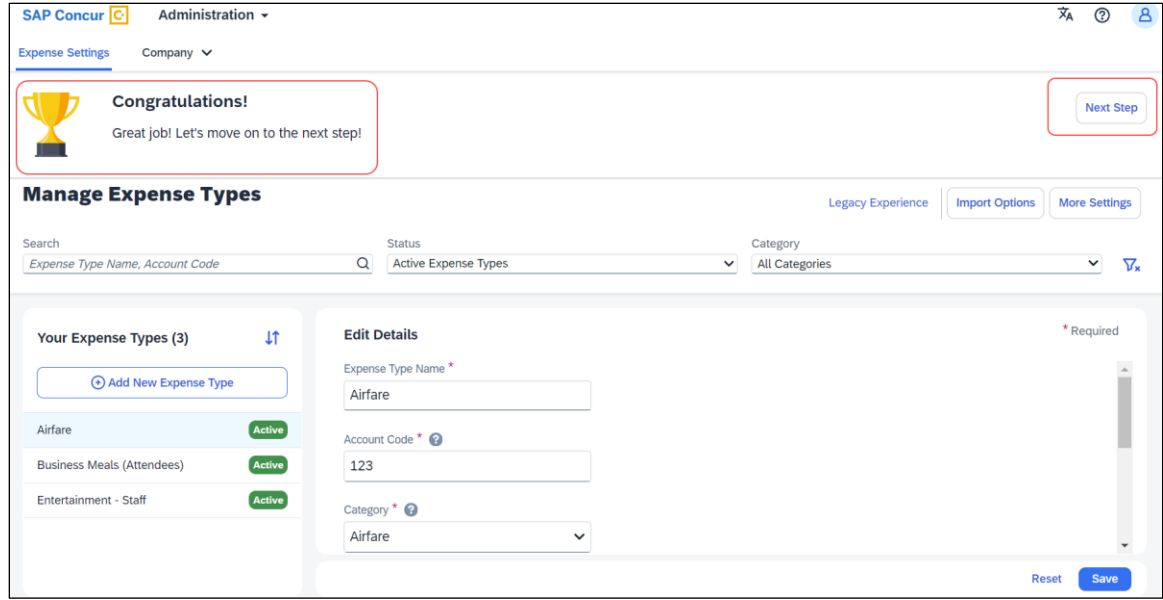 SAP Concur C. Administration
Expense Settings Company
Congratulations!
Great job! Let's move on to the next step!
Next Step
Manage Expense Types
Legacy Experience Import Options More Settings
Search Status Category
Expense Type Name, Account Code Active Expense Types All Categories
Your Expense Types (3)
Add New Expense Type
Airfare Active
Business Meals (Attendees) Active
Entertainment - Staff Active
Edit Details * Required
Expense Type Name *
Airfare
Account Code * ?
123
Category * ?
Airfare
Reset Save